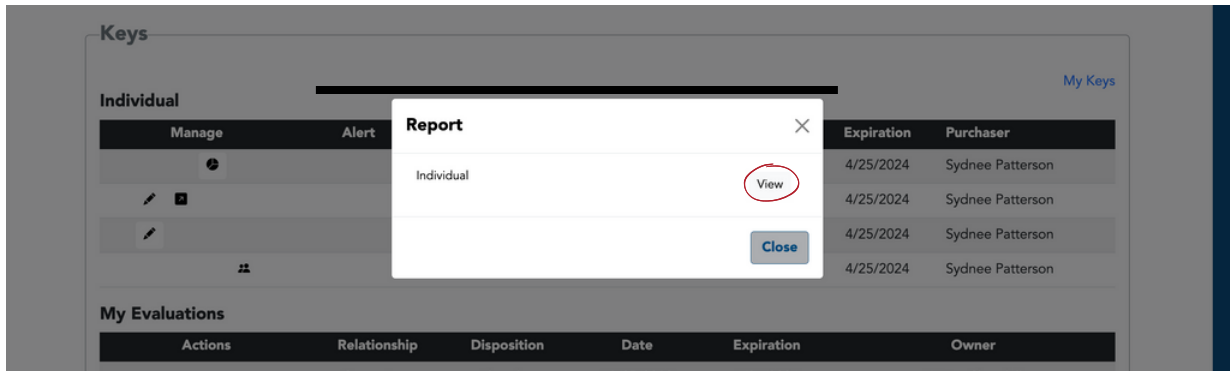 Keys
My Keys
Individual
Manage Alert Expiration Purchaser
Report
4/25/2024 Sydnee Patterson
Individual View
4/25/2024 Sydnee Patterson
4/25/2024 Sydnee Patterson
Close
4/25/2024 Sydnee Patterson
My Evaluations
Actions Relationship Disposition Date Expiration Owner